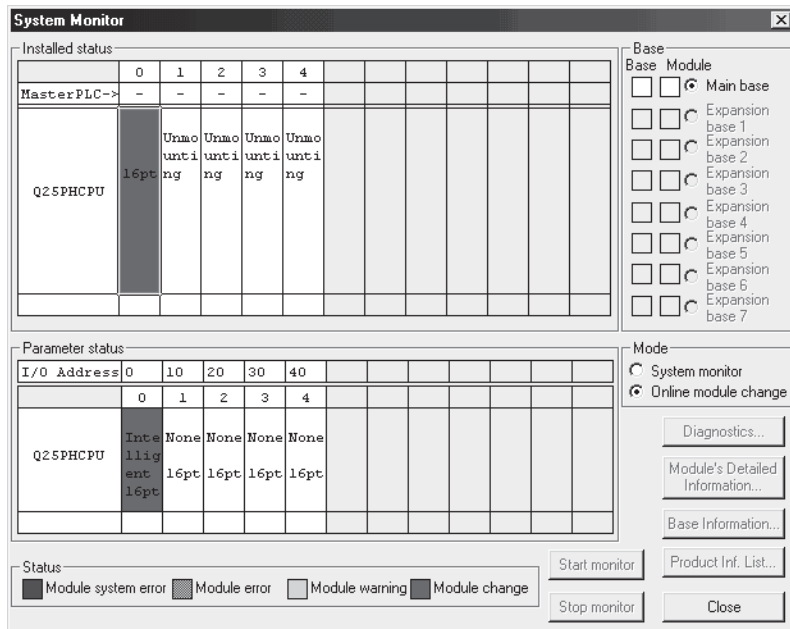 System Monitor
Installed status
0 1 2 3 4
MasterPLC-> - - - - -
Q25PHCPU
16pt
Unmo Unmo Unmo Unmo
unti unti unti unti
ng ng ng ng
Base
Base Module
Main base
Expansion
base 1
Expansion
base 2
Expansion
base 3
Expansion
base 4
Expansion
base 5
Expansion
base 6
Expansion
base 7
Parameter status
I/O Address 0 10 20 30 40
0 1 2 3 4
Q25PHCPU
Inte None None None None
llig
ent 16pt 16pt 16pt 16pt
16pt
Mode
System monitor
Online module change
Diagnostics...
Module's Detailed
Information...
Base Information...
Product Inf. List...
Close
Status
Module system error Module error Module warning Module change
Start monitor
Stop monitor